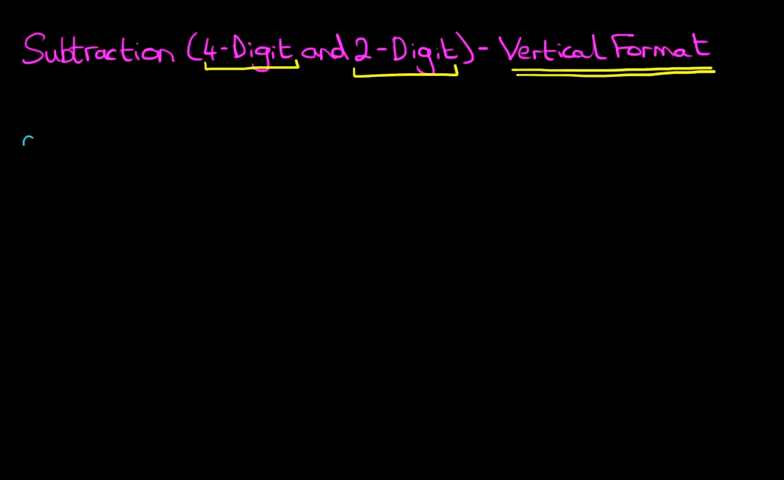 Subtraction (4-Digit and 2-Digit) - Vertical Format